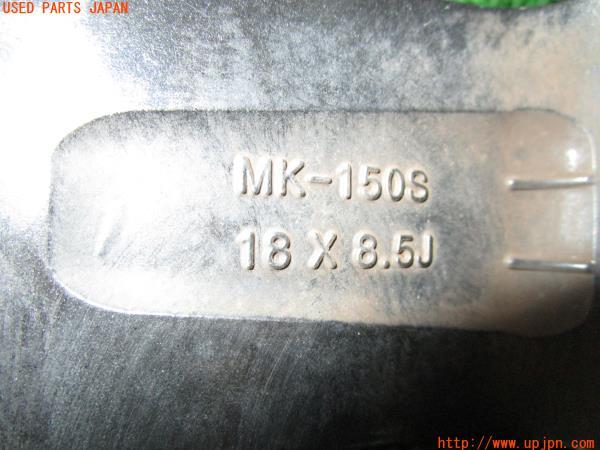 USED PARTS JAPAN
MK-150S
18 X 8.5J
http://www.upjpn.com/